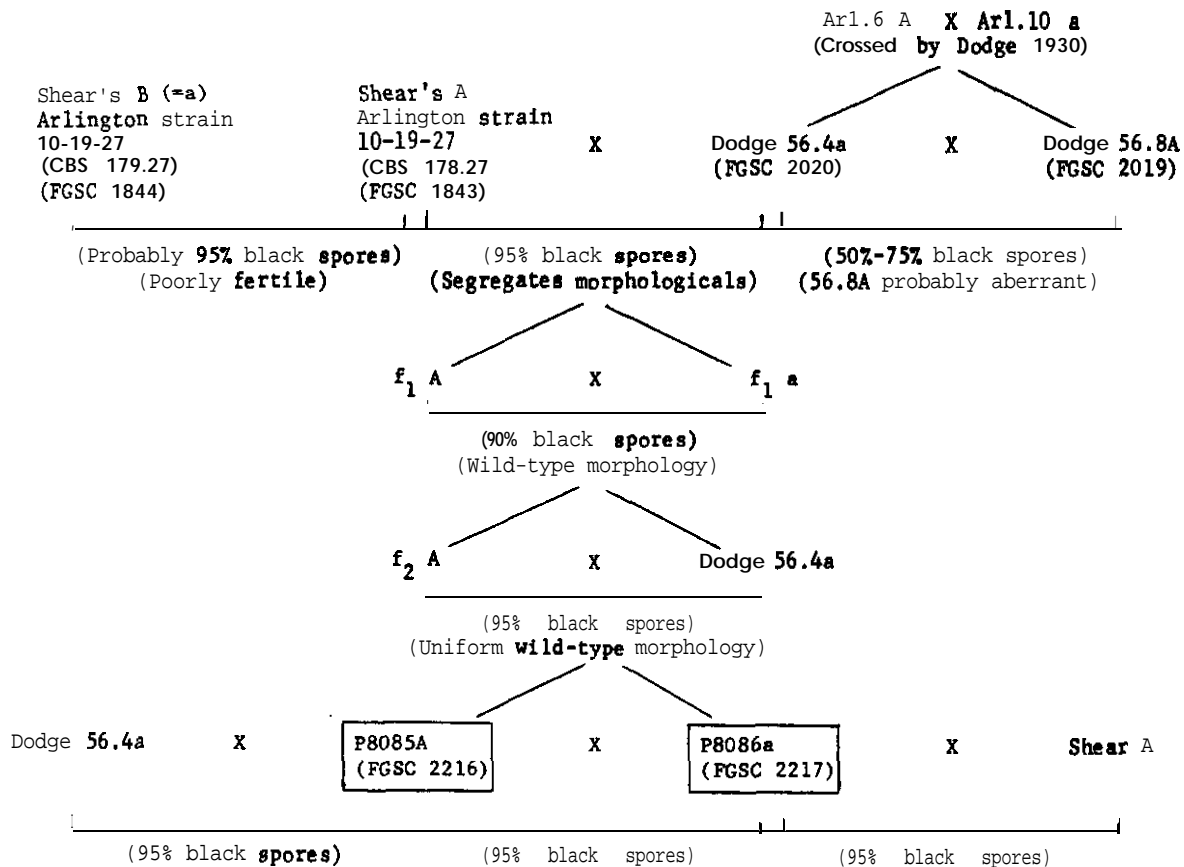 Ar1.6 A X Ar1.10 a
(Crossed by Dodge 1930)
Shear's B (=a)
Arlington strain
10-19-27
(CBS 179.27)
(FGSC 1844)
Shear's A
Arlington strain
10-19-27
(CBS 178.27
(FGSC 1843)
X
Dodge 56.4a
(FGSC 2020)
X
Dodge 56.8A
(FGSC 2019)
(Probably 95% black spores)
(Poorly fertile)
(95% black spores)
(Segregates morphologicals)
(50%-75% black spores)
(56.8A probably aberrant)
f1 A X f1 a
(90% black spores)
(Wild-type morphology)
f2 A X Dodge 56.4a
(95% black spores)
(Uniform wild-type morphology)
Dodge 56.4a X
P8085A
(FGSC 2216)
X
P8086a
(FGSC 2217)
X Shear A
(95% black spores) (95% black spores) (95% black spores)